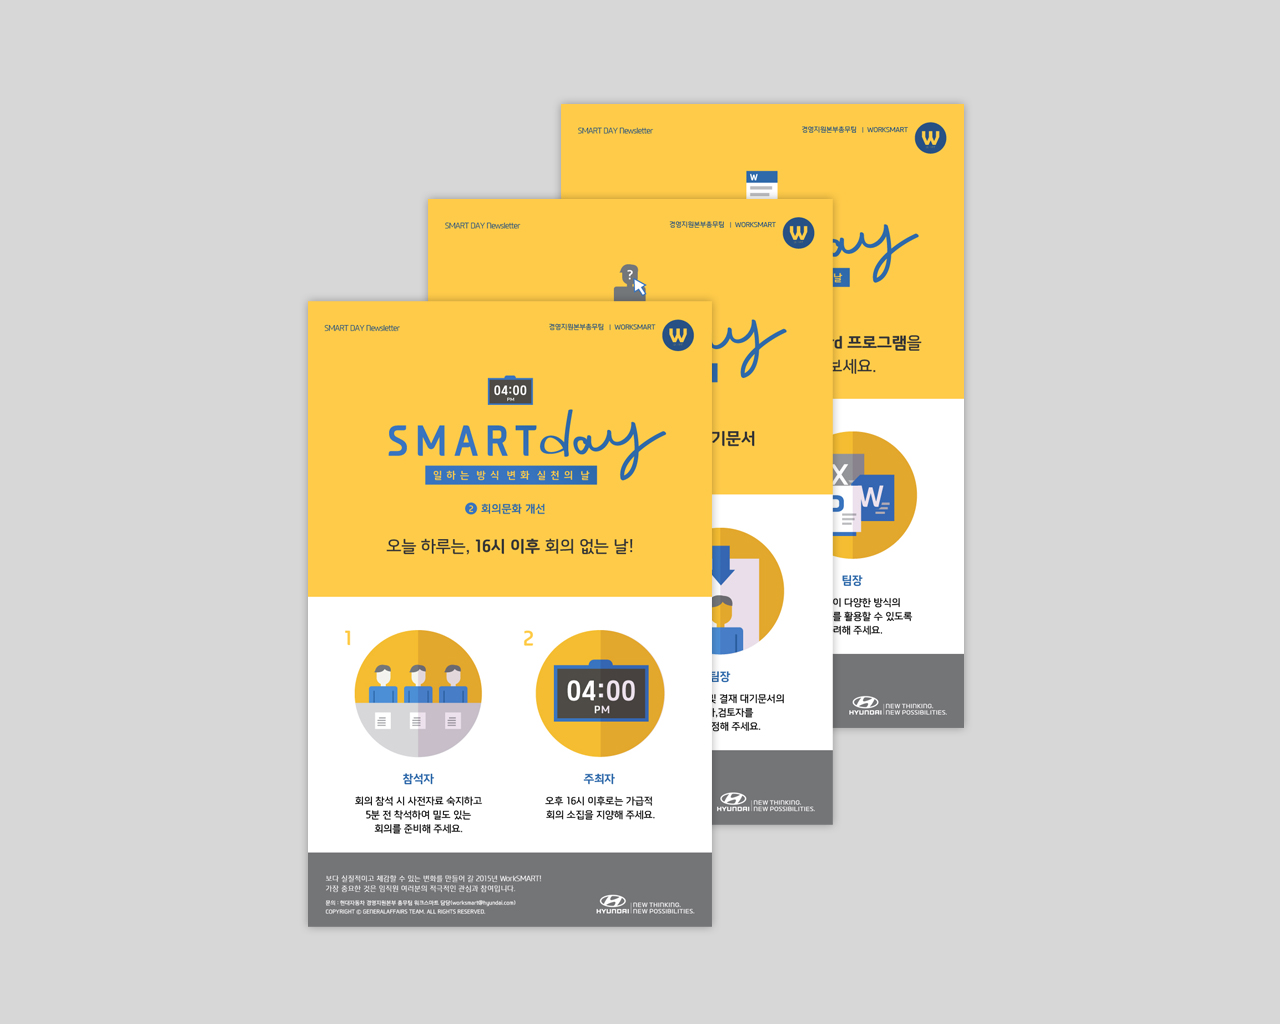 SMART DAY Newsletter
경영지원본부총무팀 | WORKSMART
W
W
ay
날
rd 프로그램을
보세요.
X
W
팀장
이 다양한 방식의
를 활용할 수 있도록
려해 주세요.
HYUNDAI
NEW THINKING.
NEW POSSIBILITIES.
SMART DAY Newsletter
경영지원본부총무팀 | WORKSMART
W
?
y
기문서
팀장
및 결재 대기문서의
,검토자를
정해 주세요.
HYUNDAI
NEW THINKING.
NEW POSSIBILITIES.
SMART DAY Newsletter
경영지원본부총무팀 | WORKSMART
W
04:00
PM
SMARTday
일하는 방식 변화 실천의 날
2 회의문화 개선
오늘 하루는, 16시 이후 회의 없는 날!
1
참석자
회의 참석 시 사전자료 숙지하고
5분 전 착석하여 밀도 있는
회의를 준비해 주세요.
2
04:00
PM
주최자
오후 16시 이후로는 가급적
회의 소집을 지양해 주세요.
보다 실질적이고 체감할 수 있는 변화를 만들어 갈 2015년 WorkSMART!
가장 중요한 것은 임직원 여러분의 적극적인 관심과 참여입니다.
문의 : 현대자동차 경영지원본부 총무팀 워크스마트 담당(worksmart@hyundai.com)
COPYRIGHT © GENERALAFFAIRS TEAM. ALL RIGHTS RESERVED.
HYUNDAI
NEW THINKING.
NEW POSSIBILITIES.